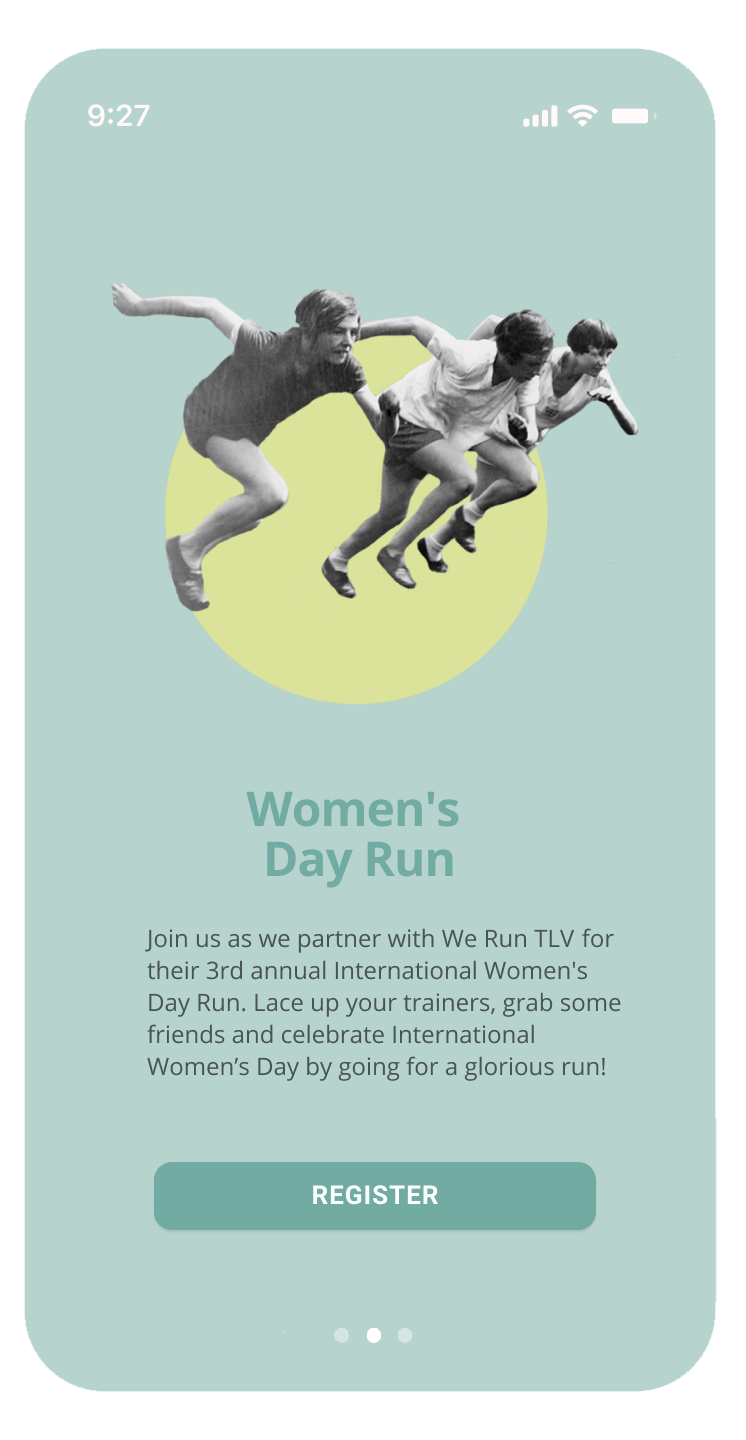 9:27
Women's
Day Run
Join us as we partner with We Run TLV for
their 3rd annual International Women's
Day Run. Lace up your trainers, grab some
friends and celebrate International
Women’s Day by going for a glorious run!
REGISTER